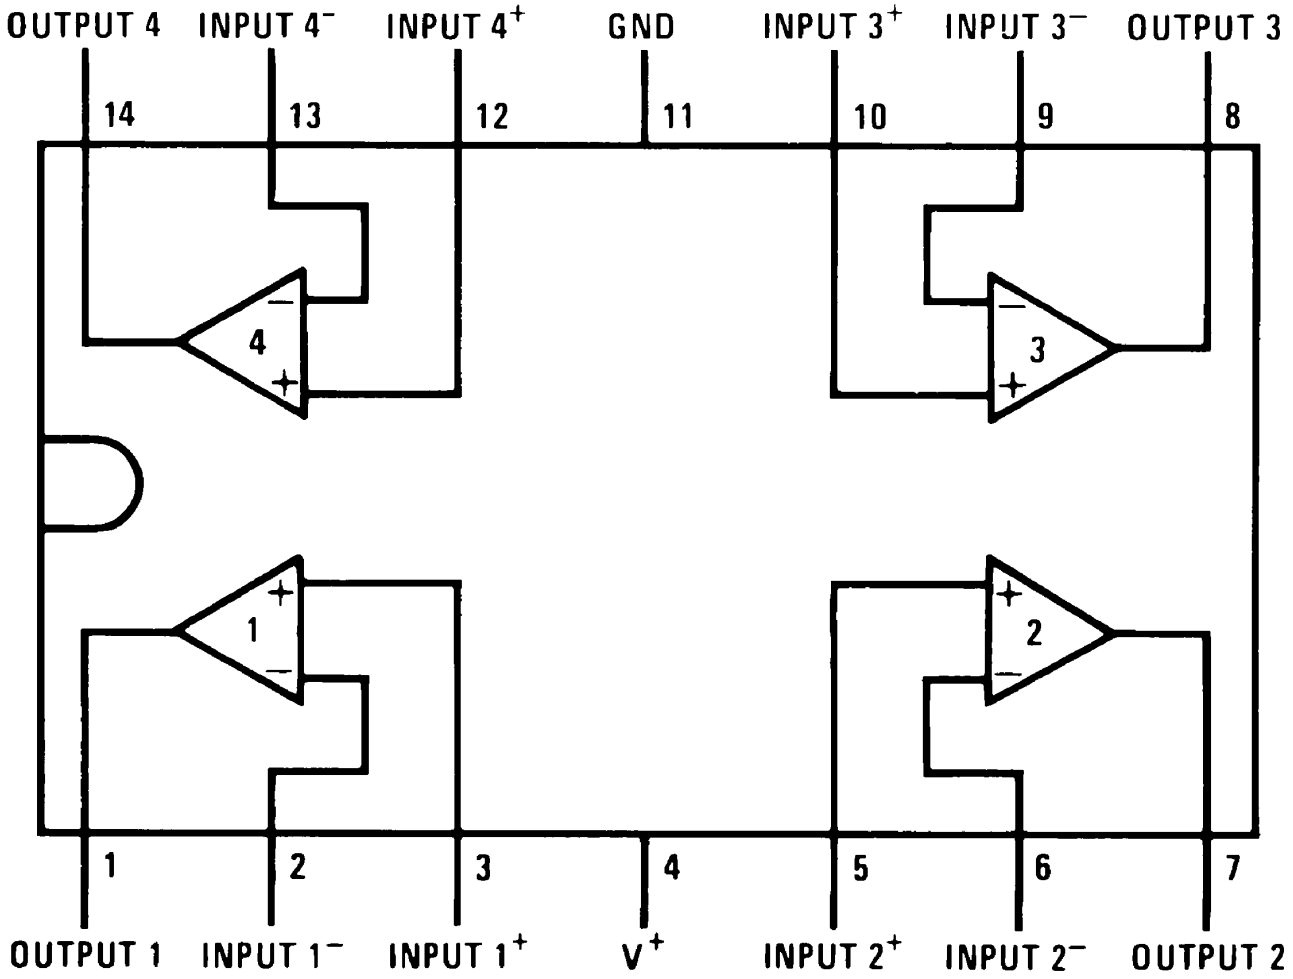 OUTPUT 4 INPUT 4⁻ INPUT 4⁺ GND INPUT 3⁺ INPUT 3⁻ OUTPUT 3
14 13 12 11 10 9 8
− −
4 3
+ +
+ +
1 2
− −
1 2 3 4 5 6 7
OUTPUT 1 INPUT 1⁻ INPUT 1⁺ V⁺ INPUT 2⁺ INPUT 2⁻ OUTPUT 2